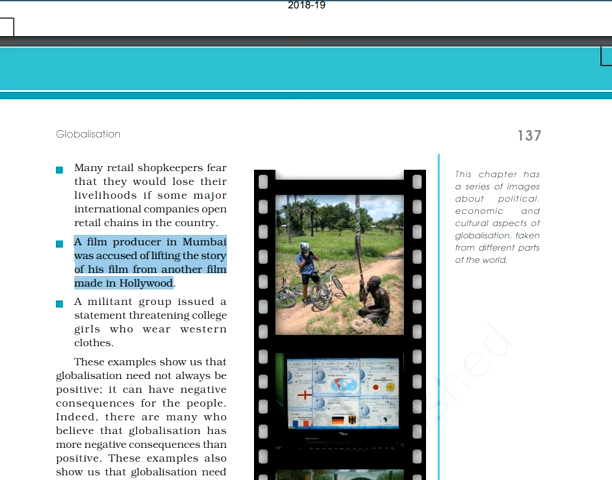 2018-19
Globalisation
137
Many retail shopkeepers fear
that they would lose their
livelihoods if some major
international companies open
retail chains in the country.
A film producer in Mumbai
was accused of lifting the story
of his film from another film
made in Hollywood.
A militant group issued a
statement threatening college
girls who wear western
clothes.
These examples show us that
globalisation need not always be
positive; it can have negative
consequences for the people.
Indeed, there are many who
believe that globalisation has
more negative consequences than
positive. These examples also
show us that globalisation need
This chapter has
a series of images
about political,
economic and
cultural aspects of
globalisation, taken
from different parts
of the world.